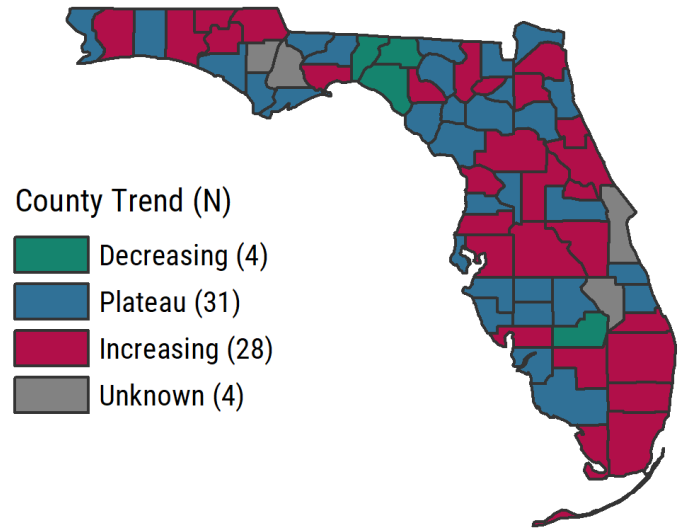 County Trend (N)
Decreasing (4)
Plateau (31)
Increasing (28)
Unknown (4)